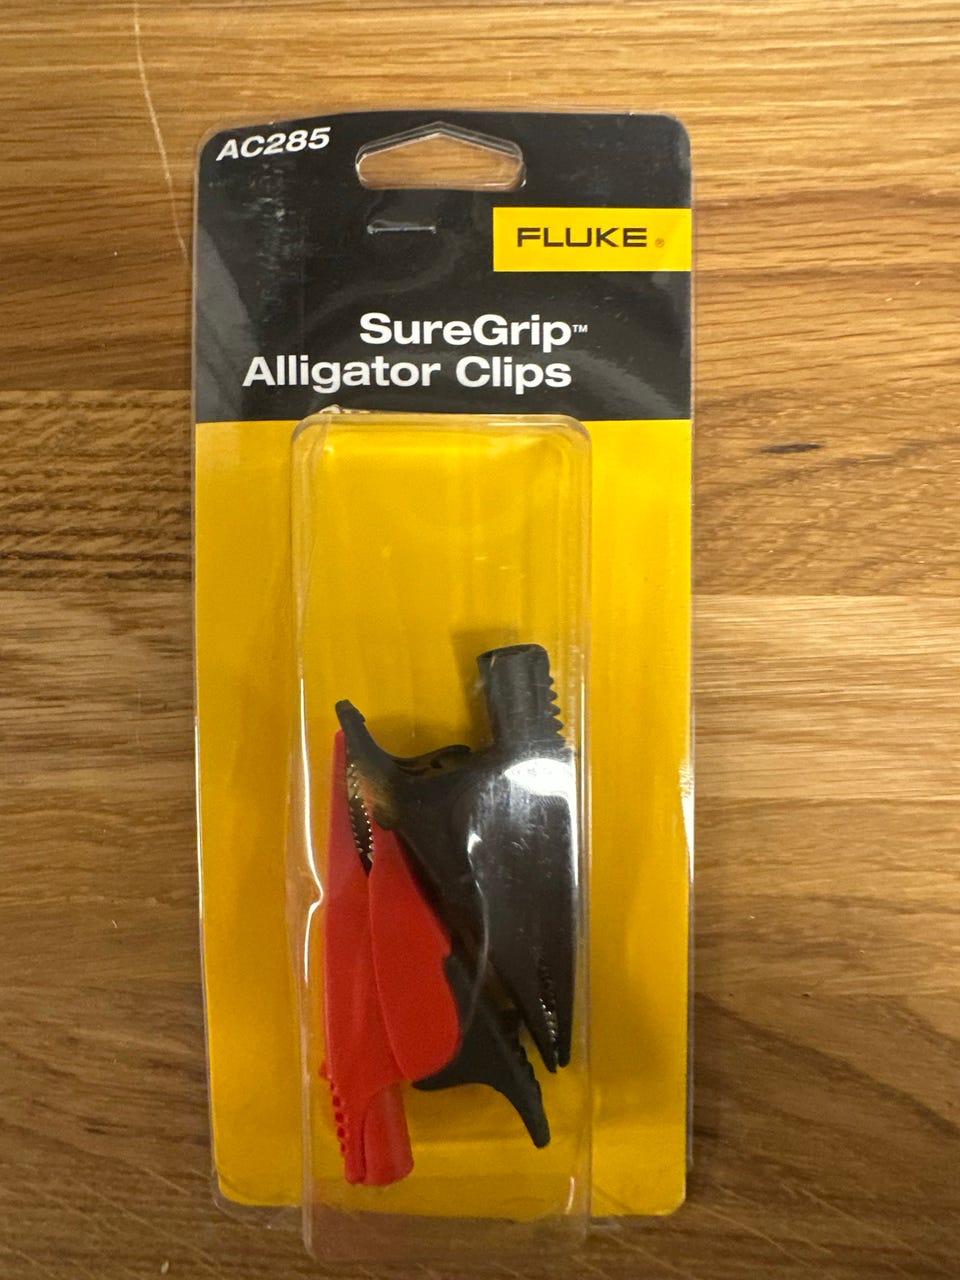 AC285
FLUKE®
SureGrip™
Alligator Clips